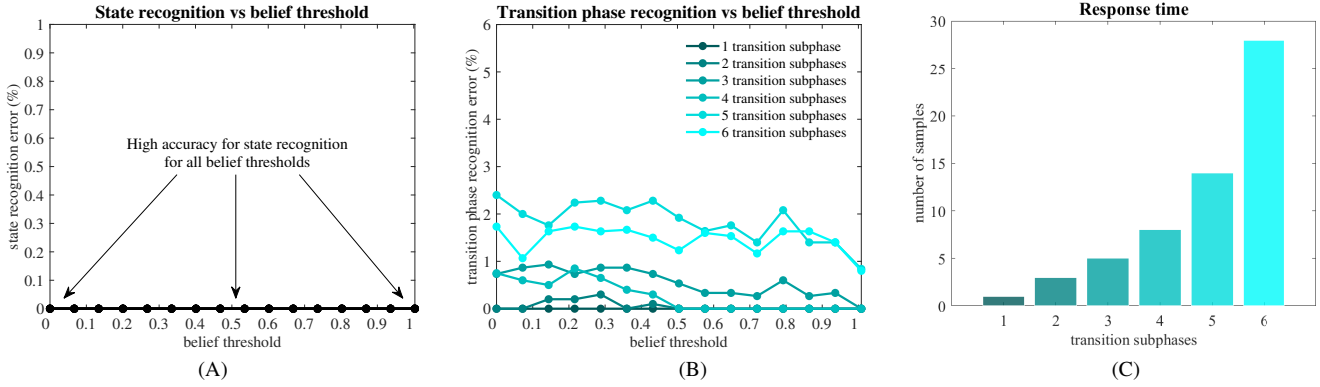 State recognition vs belief threshold
1
0.9
0.8
0.7
0.6
0.5
0.4
0.3
0.2
0.1
0
state recognition error (%)
High accuracy for state recognition
for all belief thresholds
0 0.1 0.2 0.3 0.4 0.5 0.6 0.7 0.8 0.9 1
belief threshold
(A)
Transition phase recognition vs belief threshold
6
5
4
3
2
1
0
transition phase recognition error (%)
1 transition subphase
2 transition subphases
3 transition subphases
4 transition subphases
5 transition subphases
6 transition subphases
0 0.1 0.2 0.3 0.4 0.5 0.6 0.7 0.8 0.9 1
belief threshold
(B)
Response time
30
25
20
15
10
5
0
number of samples
1 2 3 4 5 6
transition subphases
(C)